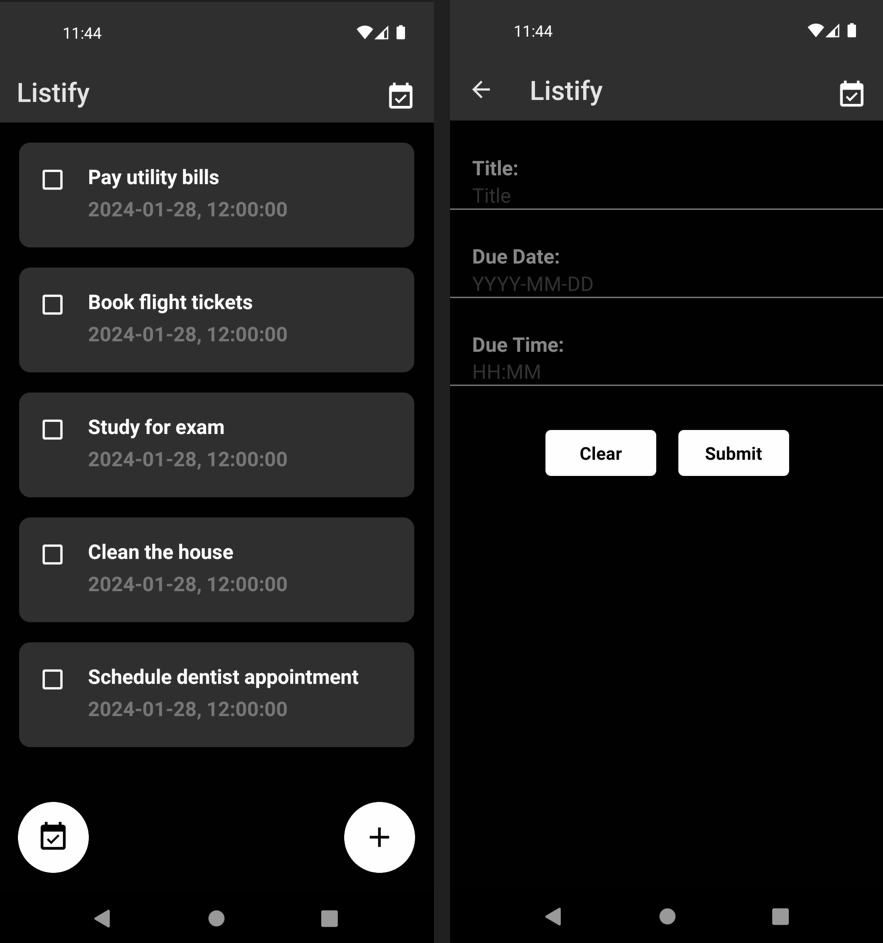 11:44
Listify
Pay utility bills
2024-01-28, 12:00:00
Book flight tickets
2024-01-28, 12:00:00
Study for exam
2024-01-28, 12:00:00
Clean the house
2024-01-28, 12:00:00
Schedule dentist appointment
2024-01-28, 12:00:00
11:44
Listify
Title:
Title
Due Date:
YYYY-MM-DD
Due Time:
HH:MM
Clear
Submit